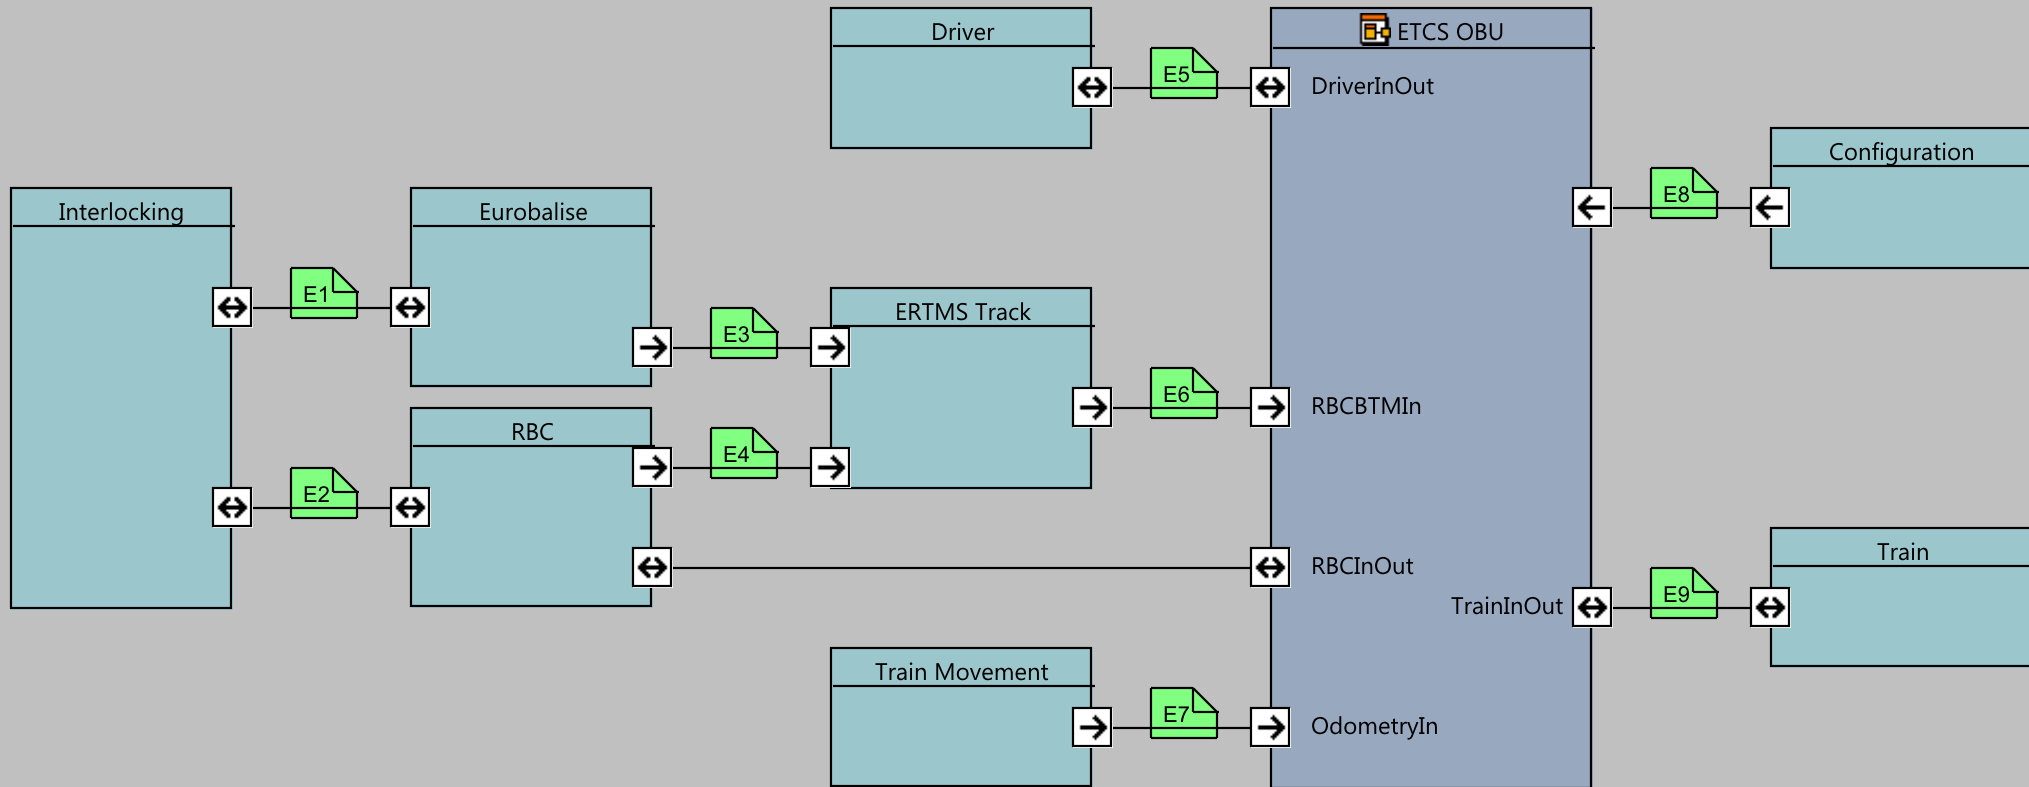 Driver
ETCS OBU
E5
DriverInOut
Configuration
E8
Interlocking
Eurobalise
E1
ERTMS Track
E3
E6
RBCBTMIn
RBC
E4
E2
RBCInOut
Train
E9
TrainInOut
Train Movement
E7
OdometryIn